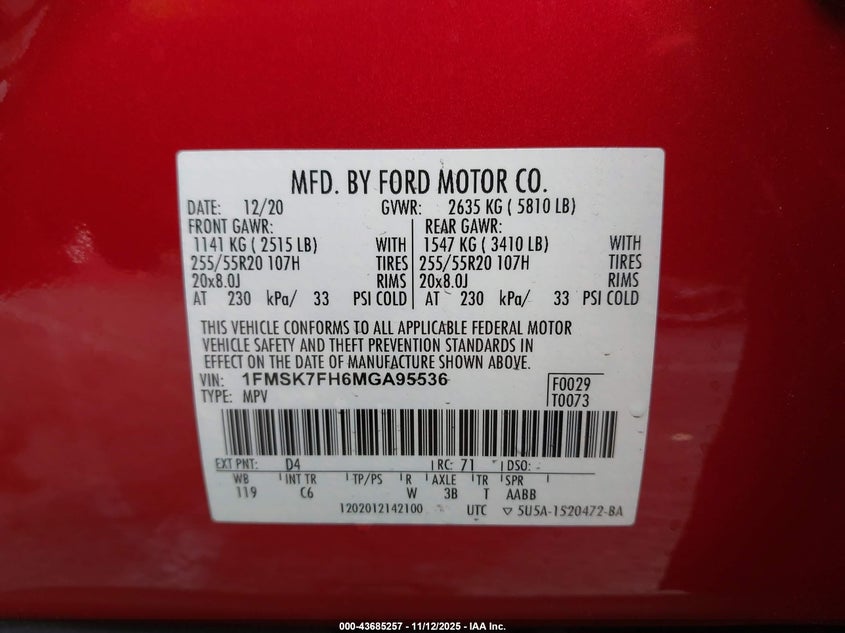 MFD. BY FORD MOTOR CO.
DATE: 12/20 GVWR: 2635 KG ( 5810 LB)
FRONT GAWR: REAR GAWR:
1141 KG ( 2515 LB) WITH 1547 KG ( 3410 LB) WITH
255/55R20 107H TIRES 255/55R20 107H TIRES
20x8.0J RIMS 20x8.0J RIMS
AT 230 kPa/ 33 PSI COLD AT 230 kPa/ 33 PSI COLD
THIS VEHICLE CONFORMS TO ALL APPLICABLE FEDERAL MOTOR
VEHICLE SAFETY AND THEFT PREVENTION STANDARDS IN
EFFECT ON THE DATE OF MANUFACTURE SHOWN ABOVE.
VIN: 1FMSK7FH6MGA95536 F0029
TYPE: MPV T0073
EXT PNT: D4 RC: 71 DSO:
WB INT TR TP/PS R AXLE TR SPR
119 C6 W 3B T AABB
1202012142100 UTC ▽ 5U5A-1520472-BA
000-43685257 - 11/12/2025 - IAA Inc.